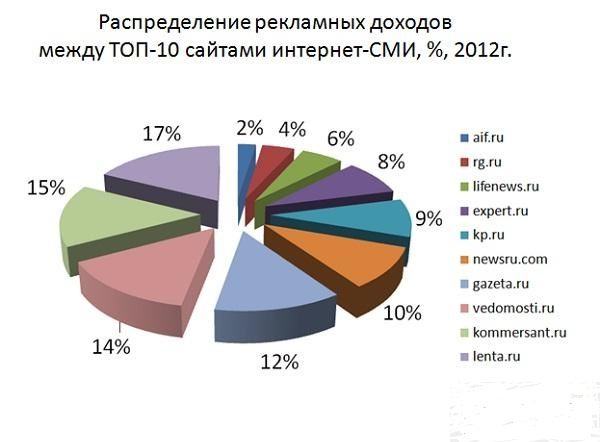 Распределение рекламных доходов
между ТОП-10 сайтами интернет-СМИ, %, 2012г.
2%
4%
6%
8%
9%
10%
12%
14%
15%
17%
aif.ru
rg.ru
lifenews.ru
expert.ru
kp.ru
newsru.com
gazeta.ru
vedomosti.ru
kommersant.ru
lenta.ru